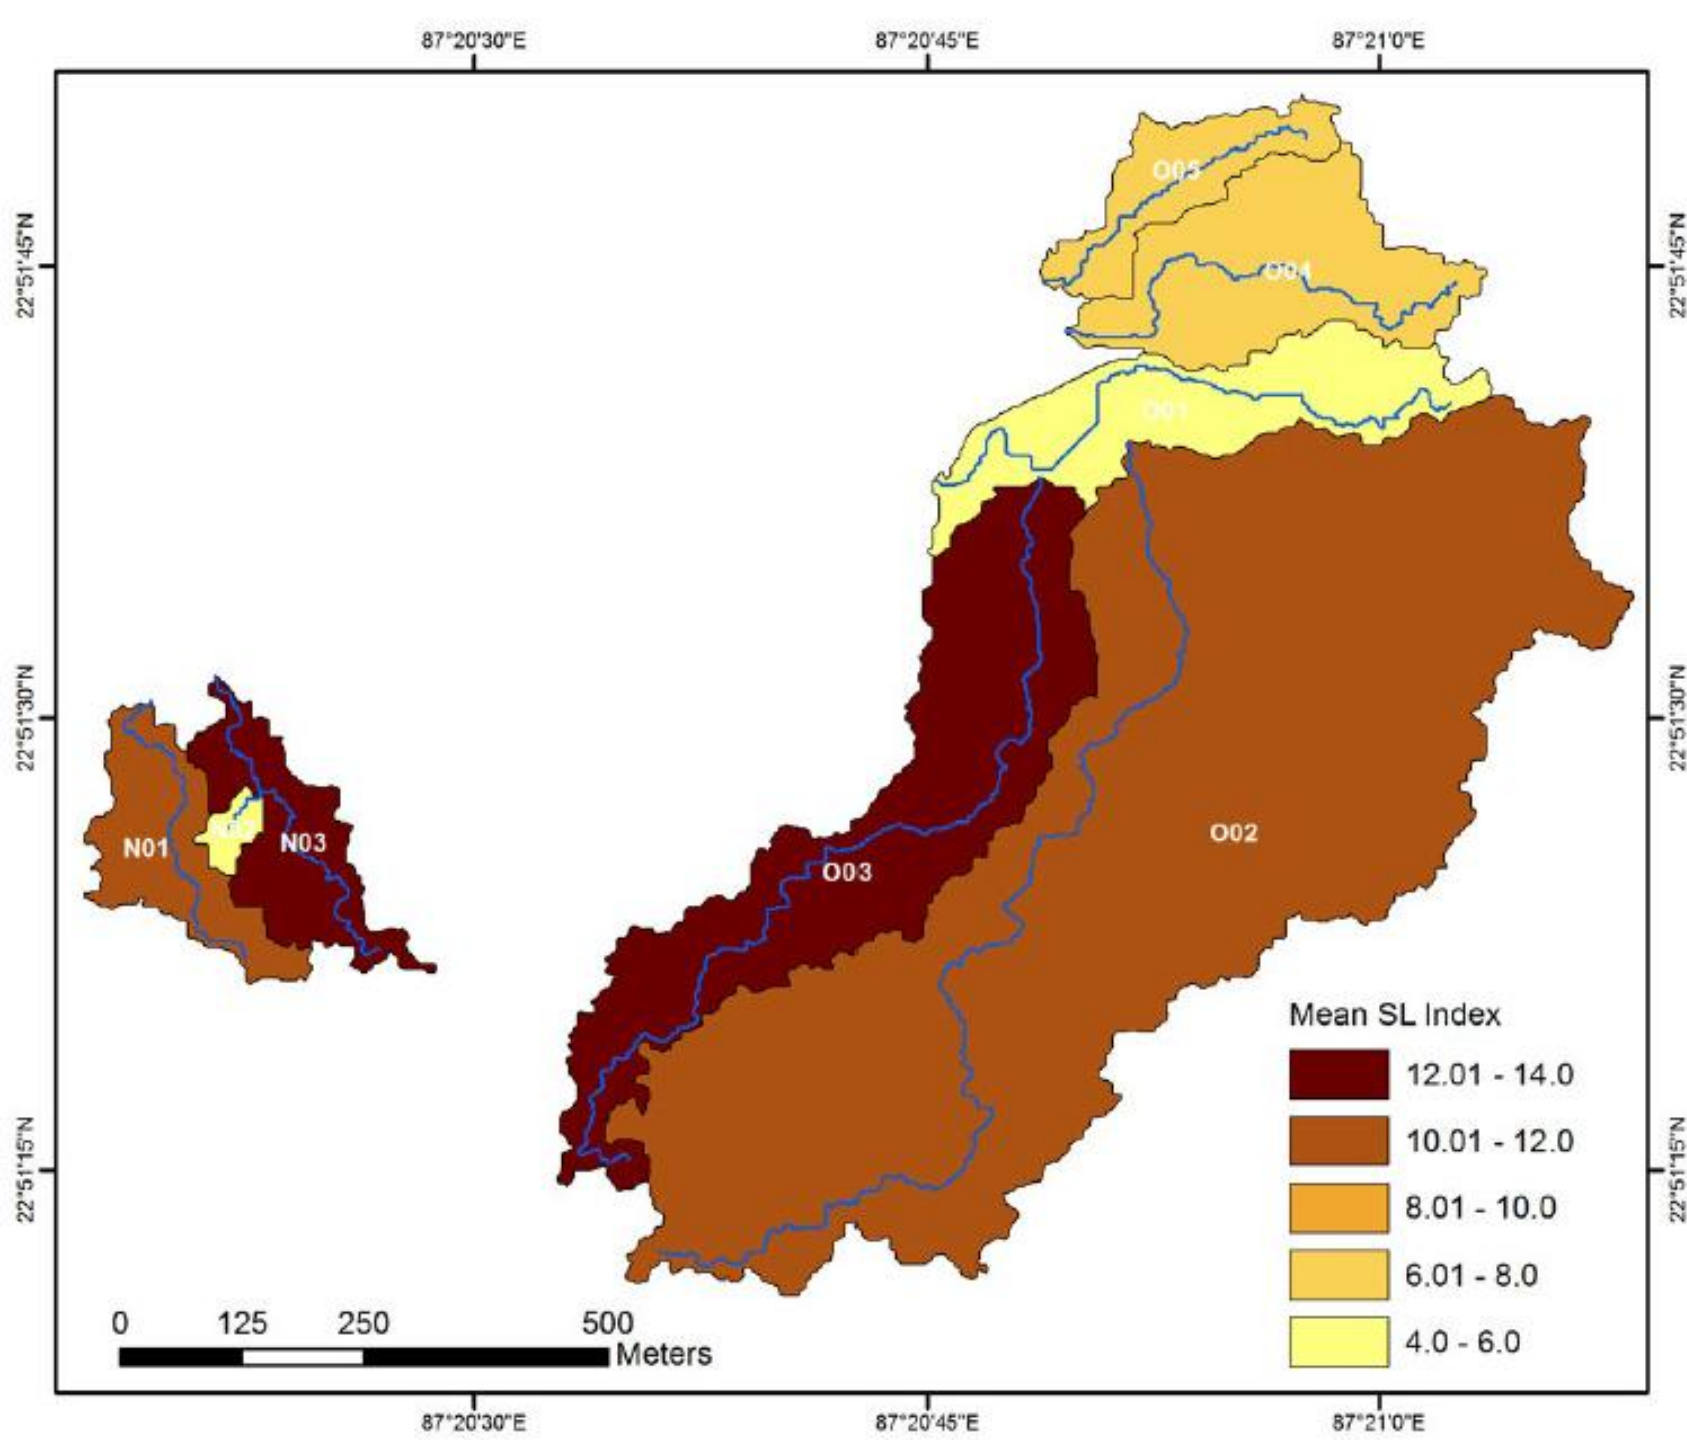 87°20'30"E 87°20'45"E 87°21'0"E
22°51'45"N 22°51'45"N
22°51'30"N 22°51'30"N
22°51'15"N 22°51'15"N
O05
O04
O01
N01 N02 N03
O02
O03
Mean SL Index
12.01 - 14.0
10.01 - 12.0
8.01 - 10.0
6.01 - 8.0
4.0 - 6.0
0 125 250 500
Meters
87°20'30"E 87°20'45"E 87°21'0"E